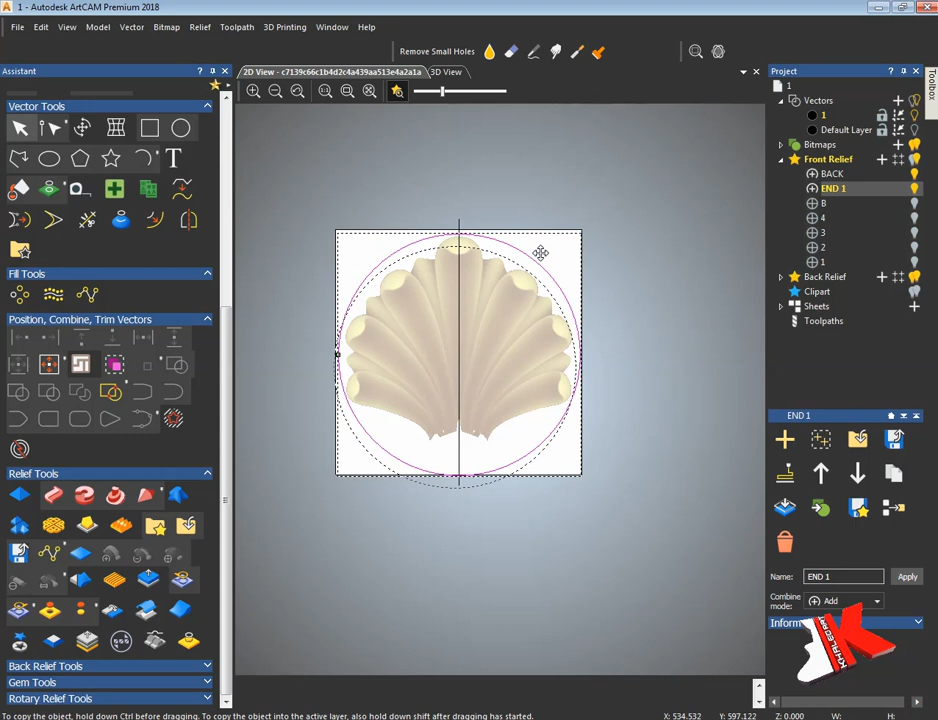 1 - Autodesk ArtCAM Premium 2018
File Edit View Model Vector Bitmap Relief Toolpath 3D Printing Window Help
Remove Small Holes
Assistant
2D View - c7139c66c1b4d2c4a439aa513e4a2a1a
3D View
Project
Toolbox
1
Vector Tools
Vectors
1
Default Layer
Bitmaps
Front Relief
BACK
END 1
B
4
3
2
1
Back Relief
Clipart
Sheets
Toolpaths
Fill Tools
Position, Combine, Trim Vectors
END 1
Relief Tools
Name: END 1 Apply
Combine mode: Add
KHALEDART
Back Relief Tools
Gem Tools
Rotary Relief Tools
To copy the object, hold down Ctrl before dragging. To copy the object into the active layer, also hold down shift after dragging has started.
X: 534.532 Y: 597.122
Z: 0.000 W: H: